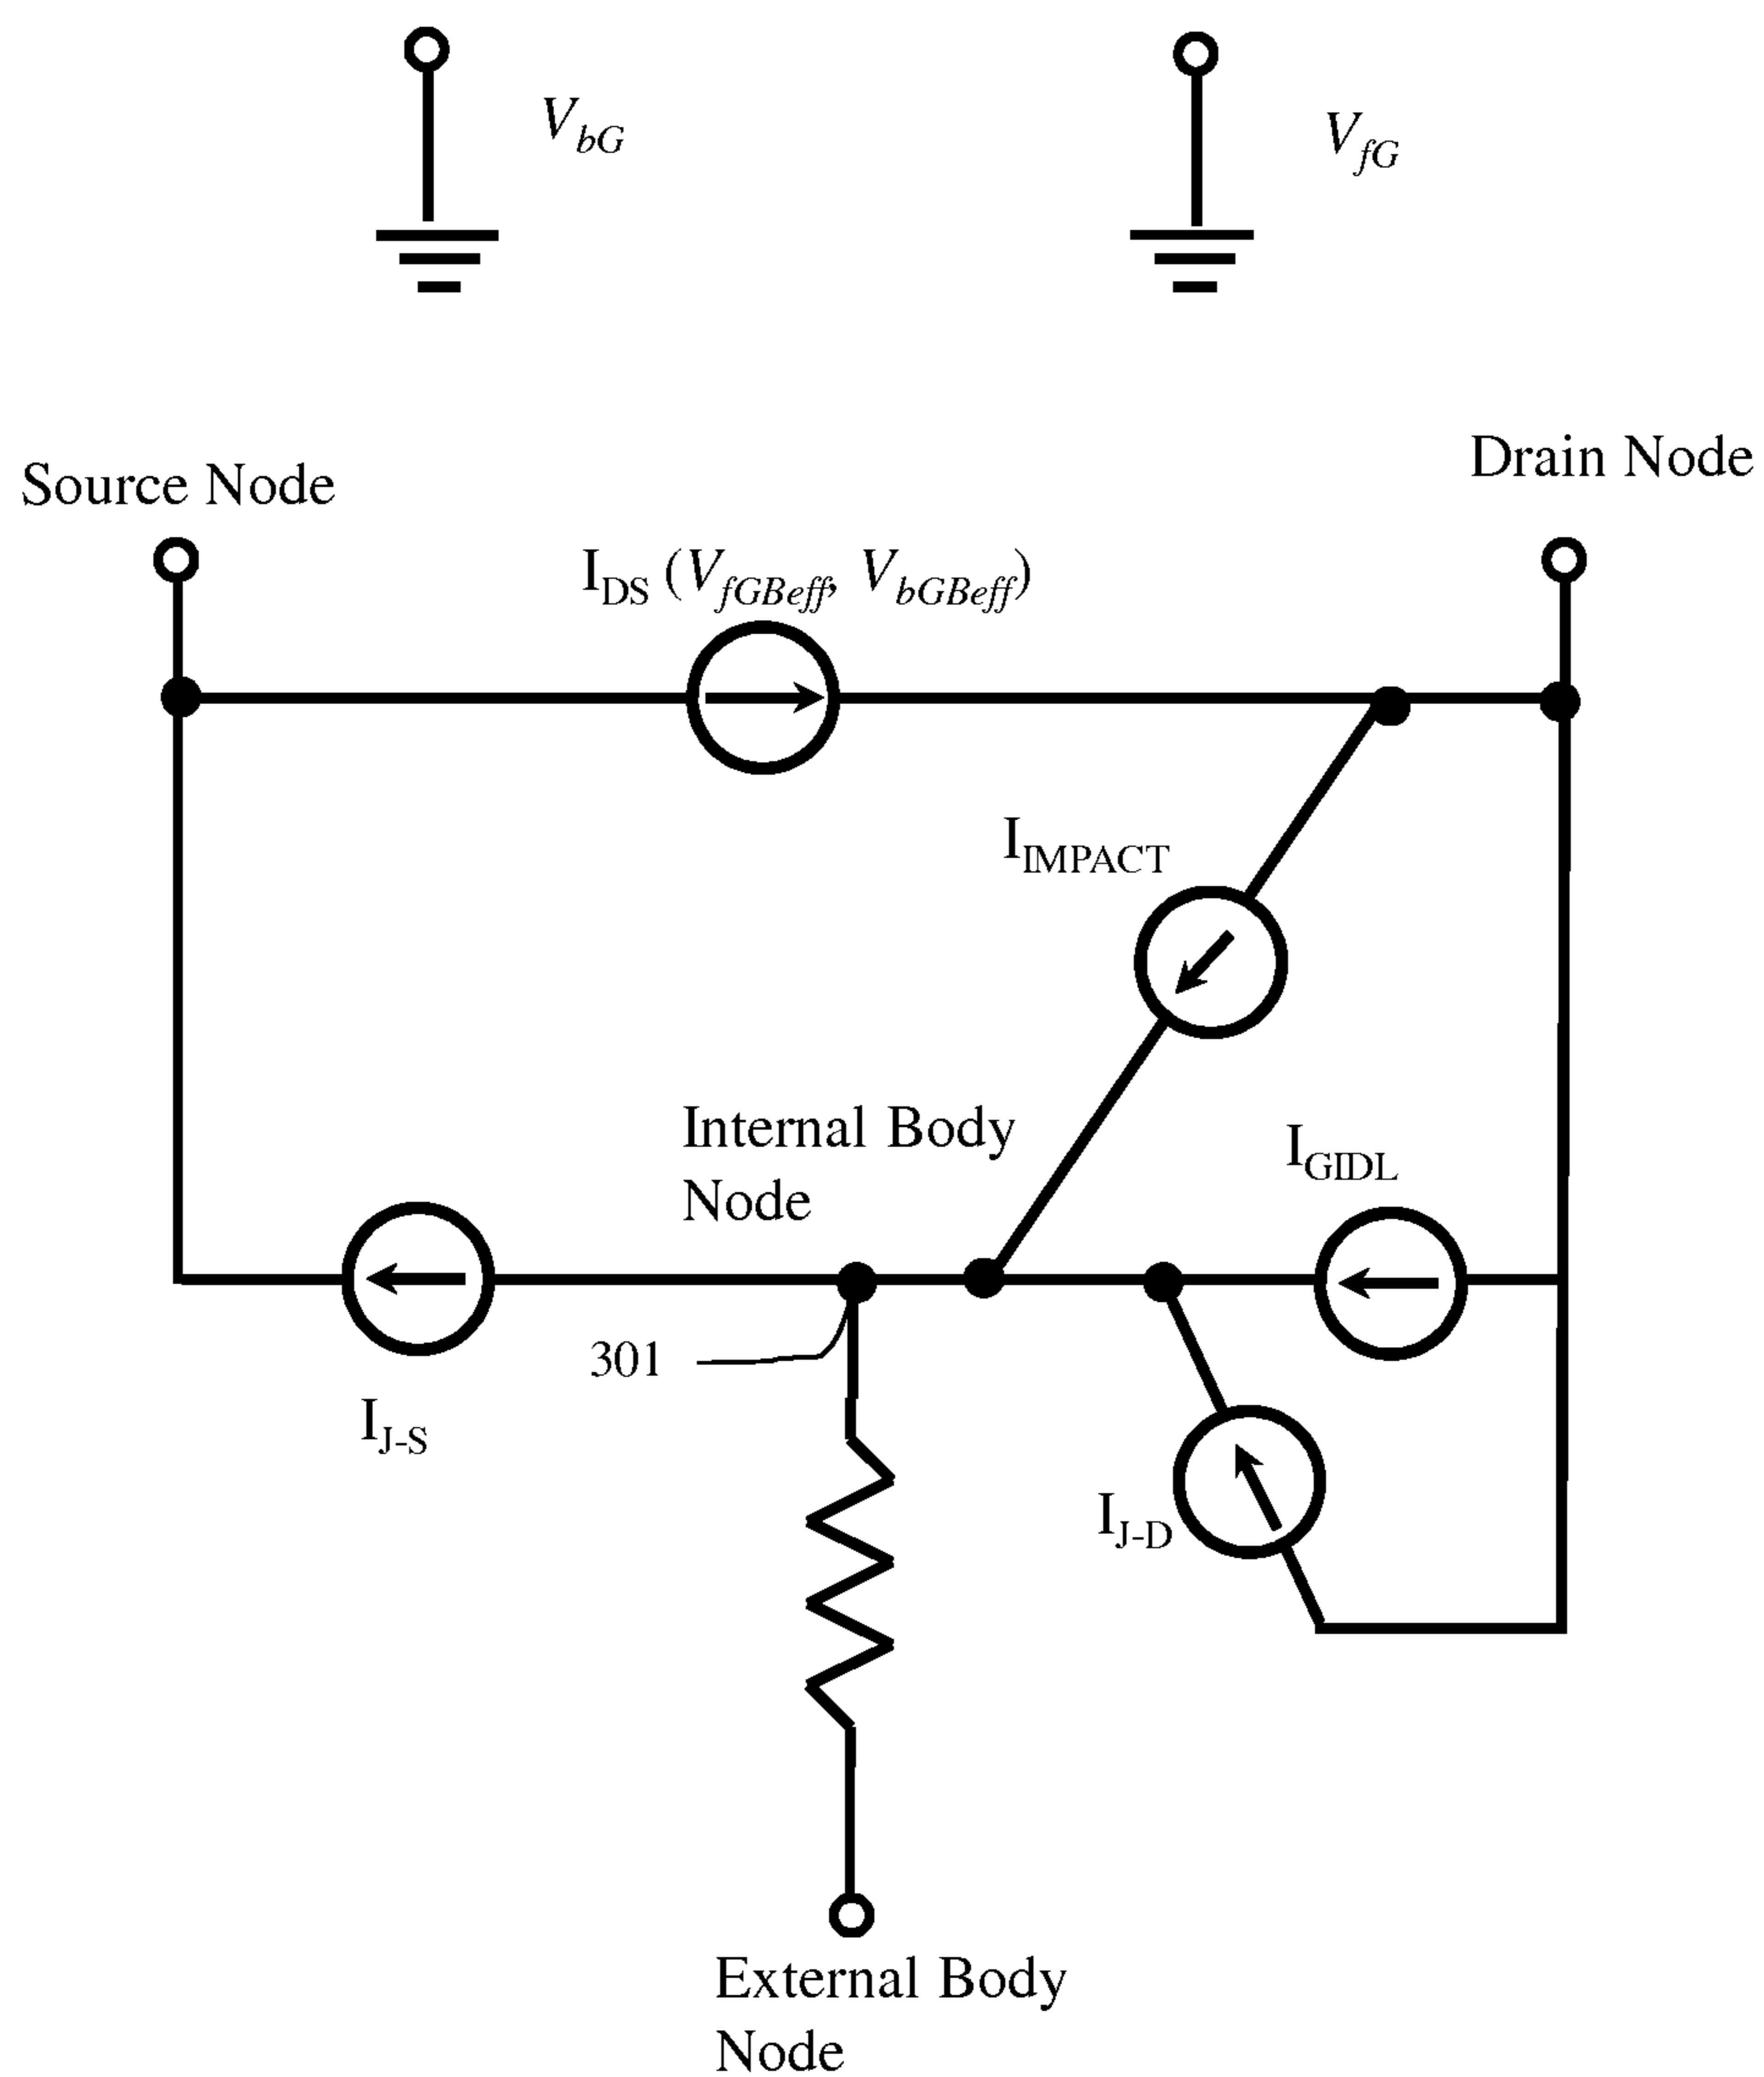 VbG
VfG
Source Node
Drain Node
IDS (VfGBeff, VbGBeff)
IIMPACT
Internal Body
Node
IGIDL
301
IJ-S
IJ-D
External Body
Node